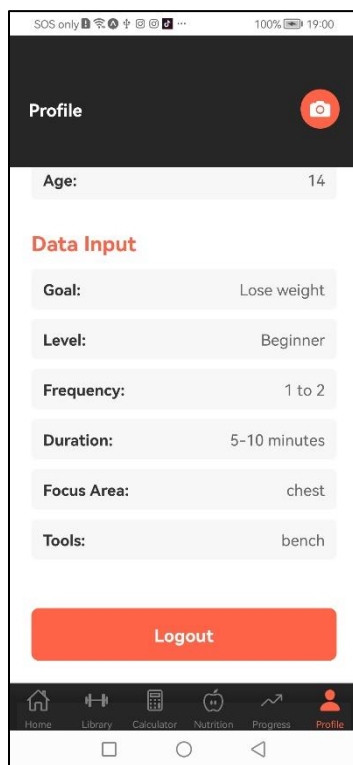 SOS only ... 100% 19:00
Profile
Age: 14
Data Input
Goal: Lose weight
Level: Beginner
Frequency: 1 to 2
Duration: 5-10 minutes
Focus Area: chest
Tools: bench
Logout
Home Library Calculator Nutrition Progress Profile